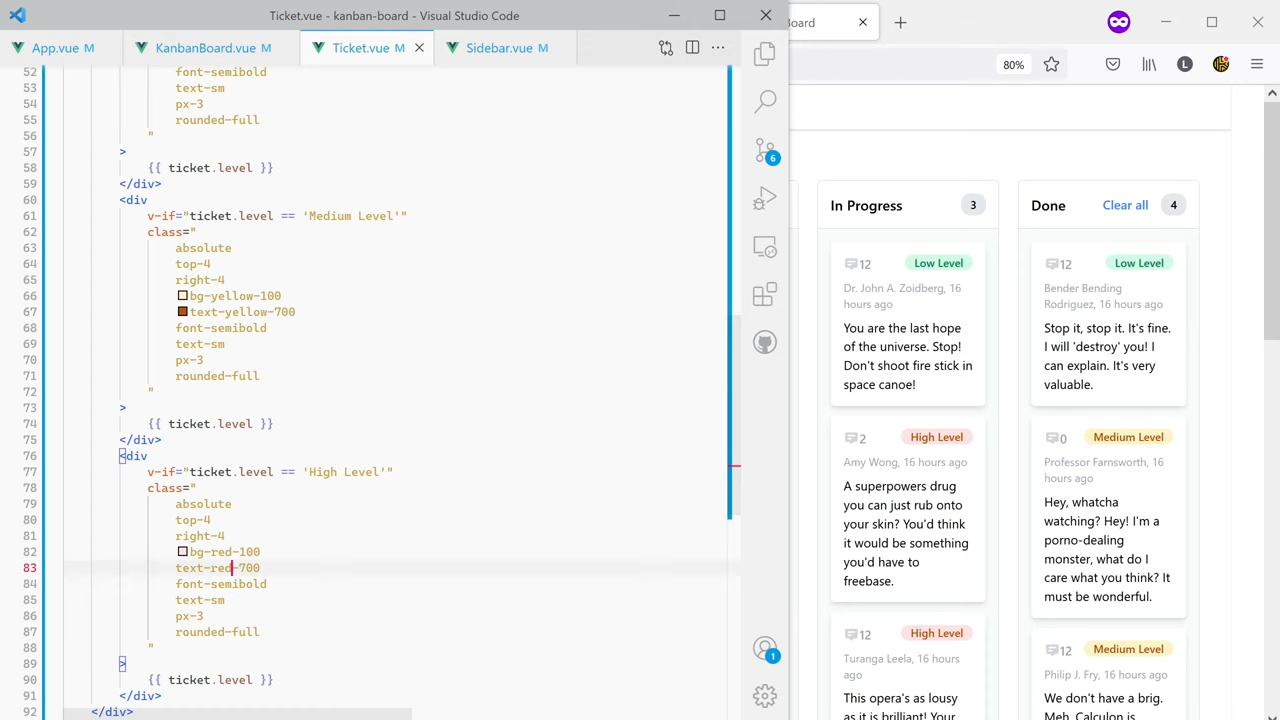 Ticket.vue - kanban-board - Visual Studio Code
App.vue M
KanbanBoard.vue M
Ticket.vue M
Sidebar.vue M
52 font-semibold
53 text-sm
54 px-3
55 rounded-full
56 "
57 >
58 {{ ticket.level }}
59 </div>
60 <div
61 v-if="ticket.level == 'Medium Level'"
62 class="
63 absolute
64 top-4
65 right-4
66 bg-yellow-100
67 text-yellow-700
68 font-semibold
69 text-sm
70 px-3
71 rounded-full
72 "
73 >
74 {{ ticket.level }}
75 </div>
76 <div
77 v-if="ticket.level == 'High Level'"
78 class="
79 absolute
80 top-4
81 right-4
82 bg-red-100
83 text-red-700
84 font-semibold
85 text-sm
86 px-3
87 rounded-full
88 "
89 >
90 {{ ticket.level }}
91 </div>
92 </div>
6
1
Board
80%
L
In Progress 3
12 Low Level
Dr. John A. Zoidberg, 16
hours ago
You are the last hope
of the universe. Stop!
Don't shoot fire stick in
space canoe!
2 High Level
Amy Wong, 16 hours ago
A superpowers drug
you can just rub onto
your skin? You'd think
it would be something
you'd have to
freebase.
12 High Level
Turanga Leela, 16 hours
ago
This opera's as lousy
as it is brilliant! Your
Done Clear all 4
12 Low Level
Bender Bending
Rodriguez, 16 hours ago
Stop it, stop it. It's fine.
I will 'destroy' you! I
can explain. It's very
valuable.
0 Medium Level
Professor Farnsworth, 16
hours ago
Hey, whatcha
watching? Hey! I'm a
porno-dealing
monster, what do I
care what you think? It
must be wonderful.
12 Medium Level
Philip J. Fry, 16 hours ago
We don't have a brig.
Meh. Calculon is